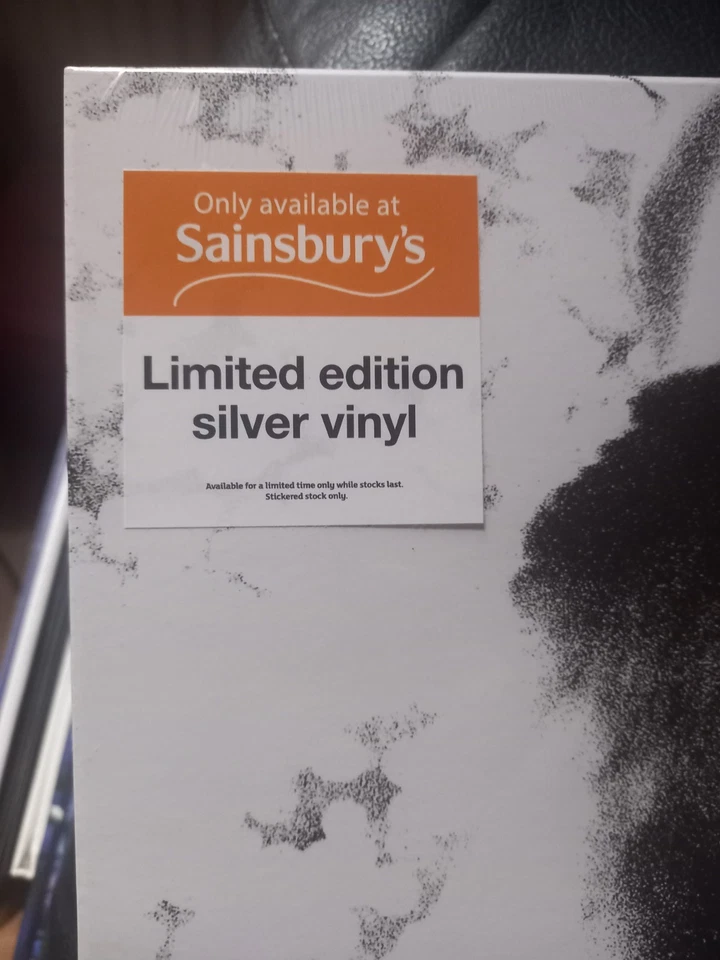 Only available at
Sainsbury's
Limited edition
silver vinyl
Available for a limited time only while stocks last.
Stickered stock only.